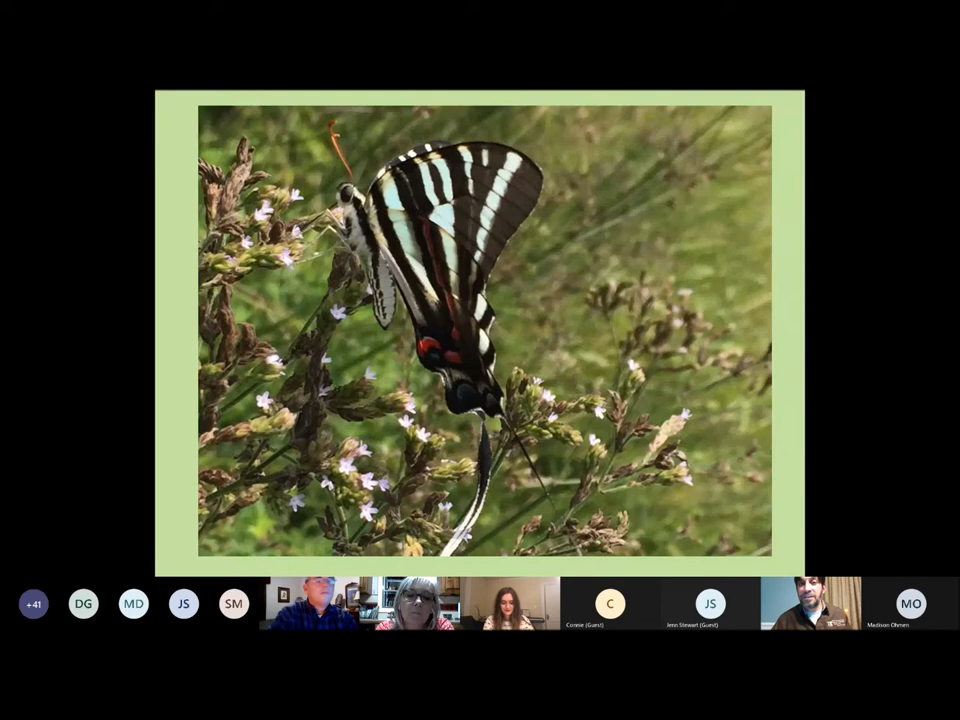 +41
DG
MD
JS
SM
C
Connie (Guest)
JS
Jenn Stewart (Guest)
MO
Madison Ohmen